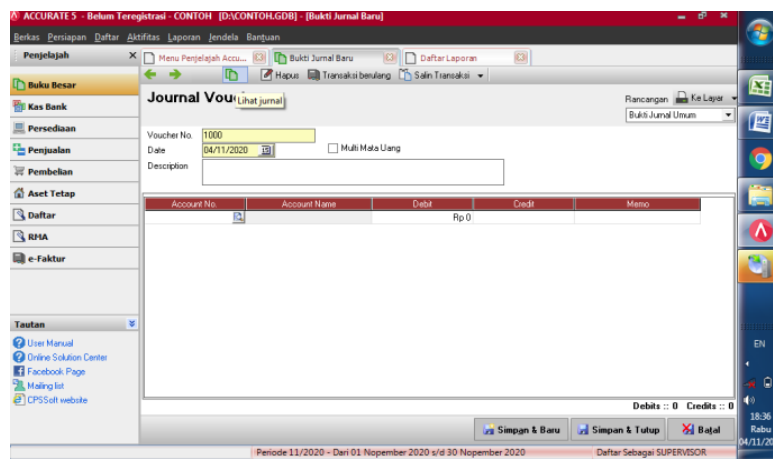 ACCURATE 5 - Belum Teregistrasi - CONTOH [D:\CONTOH.GDB] - [Bukti Jurnal Baru]
Berkas Persiapan Daftar Aktifitas Laporan Jendela Bantuan
Penjelajah X
Menu Penjelajah Accu... Bukti Jurnal Baru Daftar Laporan
Hapus Transaksi berulang Salin Transaksi
Buku Besar
Kas Bank
Persediaan
Penjualan
Pembelian
Aset Tetap
Daftar
RMA
e-Faktur
Tautan
User Manual
Online Solution Center
Facebook Page
Mailing list
CPSSoft website
Journal Vou
Lihat jurnal
Rancangan Ke Layar
Bukti Jurnal Umum
Voucher No. 1000
Date 04/11/2020 Multi Mata Uang
Description
Account No. Account Name Debit Credit Memo
Rp 0
Debits :: 0 Credits :: 0
Simpan & Baru Simpan & Tutup Batal
Periode 11/2020 - Dari 01 Nopember 2020 s/d 30 Nopember 2020 Daftar Sebagai SUPERVISOR
EN
18:36
Rabu
04/11/20